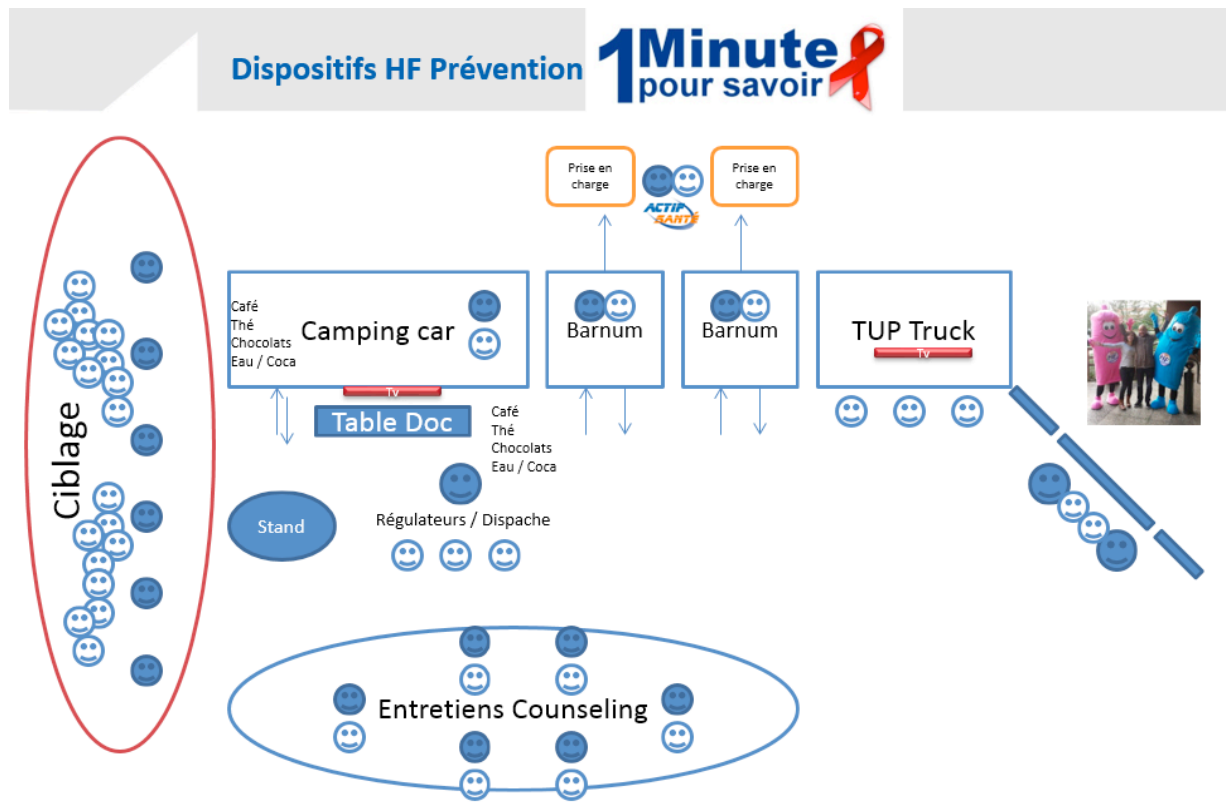 Dispositifs HF Prévention
1Minute
pour savoir
Prise en
charge
Prise en
charge
ACTIF
SANTÉ
Café
Thé
Chocolats
Eau / Coca
Camping car
Barnum
Barnum
TUP Truck
Tv
Tv
Table Doc
Café
Thé
Chocolats
Eau / Coca
Ciblage
Stand
Régulateurs / Dispache
Entretiens Counseling